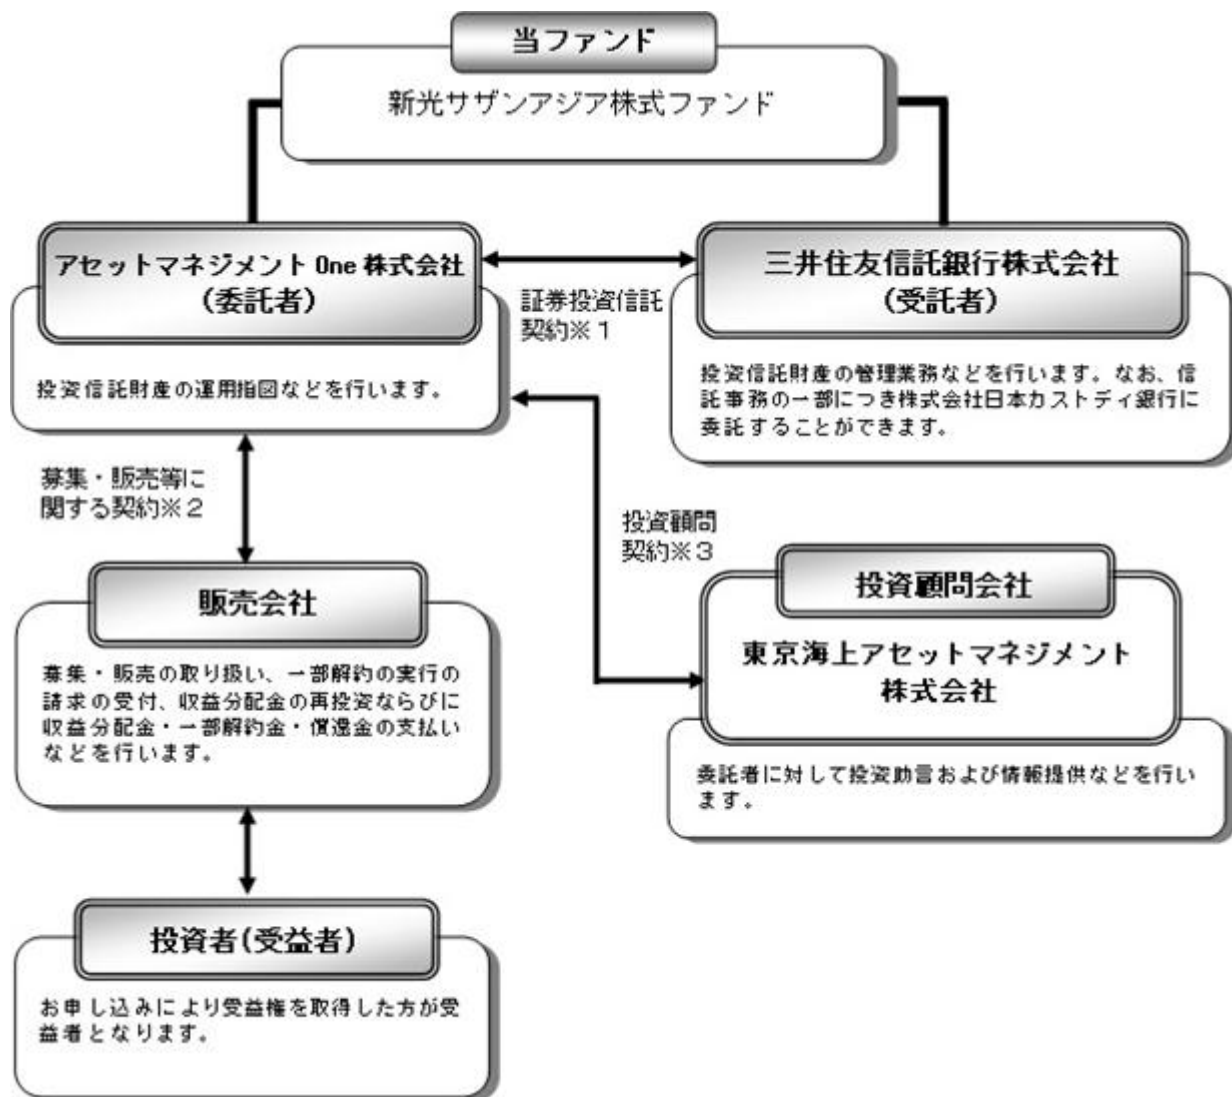 当ファンド
新光サザンアジア株式ファンド
アセットマネジメント One 株式会社
(委託者)
投資信託財産の運用指図などを行います。
証券投資信託
契約※1
三井住友信託銀行株式会社
(受託者)
投資信託財産の管理業務などを行います。なお、信
託事務の一部につき株式会社日本カストディ銀行に
委託することができます。
募集・販売等に
関する契約※2
投資顧問
契約※3
販売会社
募集・販売の取り扱い、一部解約の実行の
請求の受付、収益分配金の再投資ならびに
収益分配金・一部解約金・償還金の支払い
などを行います。
投資顧問会社
東京海上アセットマネジメント
株式会社
委託者に対して投資助言および情報提供などを行い
ます。
投資者(受益者)
お申し込みにより受益権を取得した方が受
益者となります。